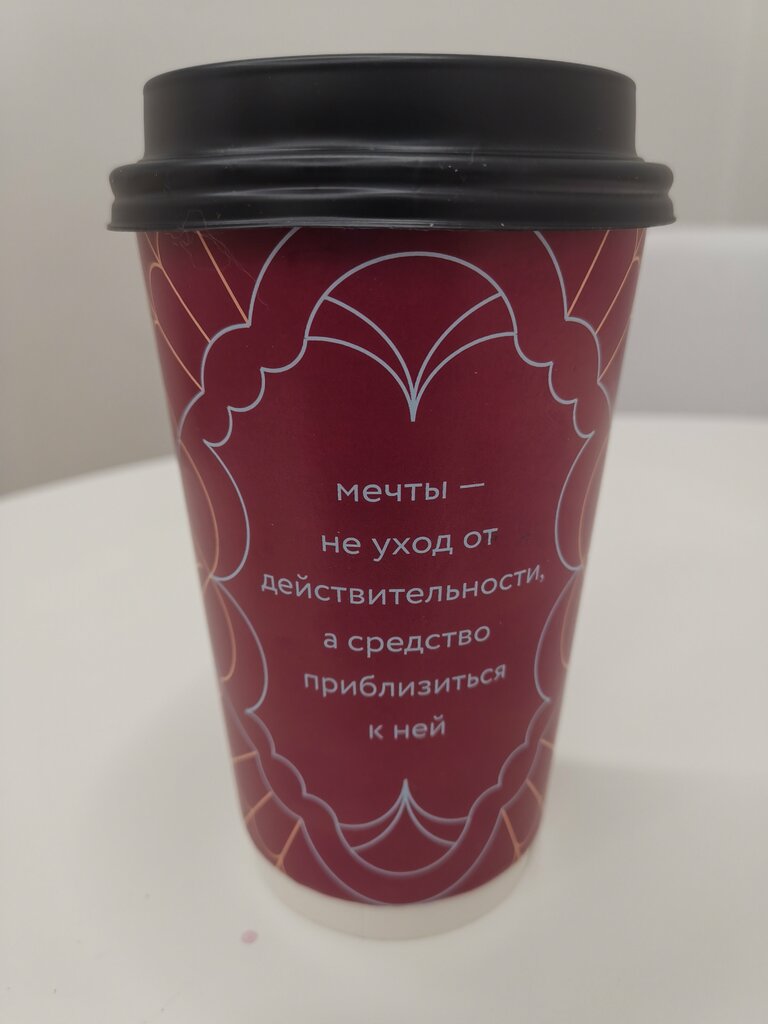 мечты —
не уход от
действительности,
а средство
приблизиться
к ней